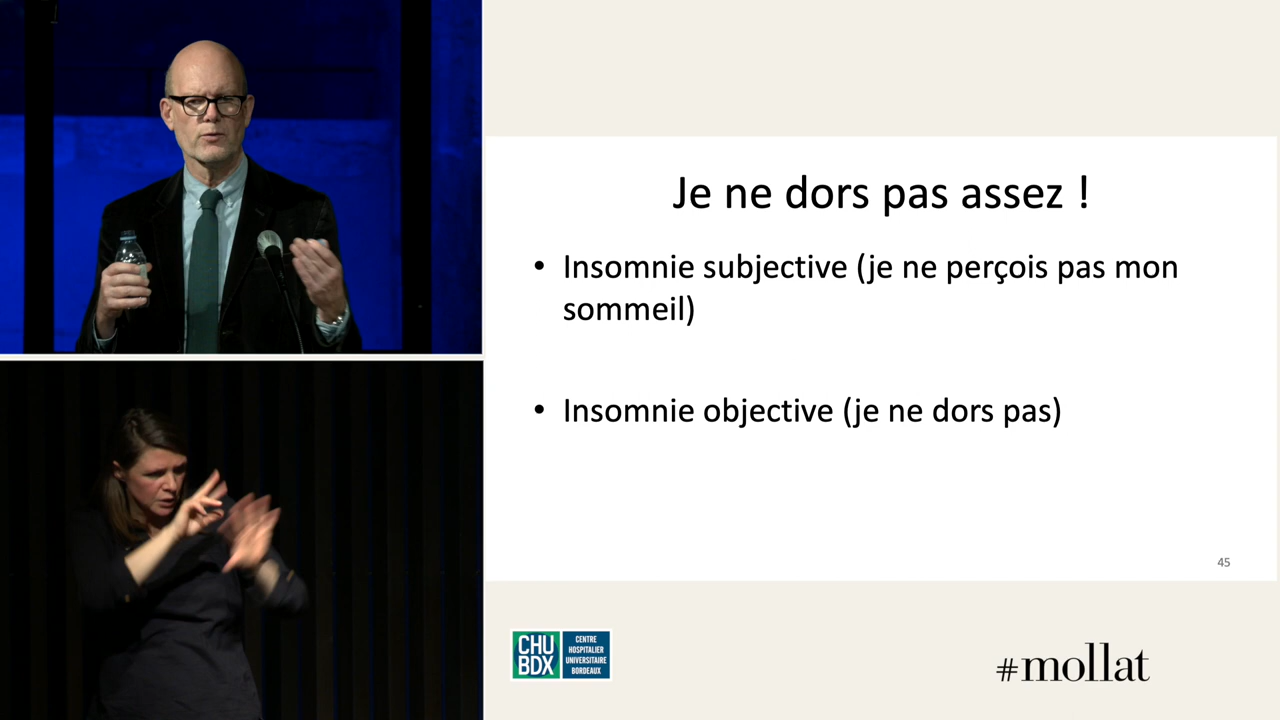 Je ne dors pas assez !
• Insomnie subjective (je ne perçois pas mon
sommeil)
• Insomnie objective (je ne dors pas)
45
CHU
BDX
CENTRE
HOSPITALIER
UNIVERSITAIRE
BORDEAUX
#mollat